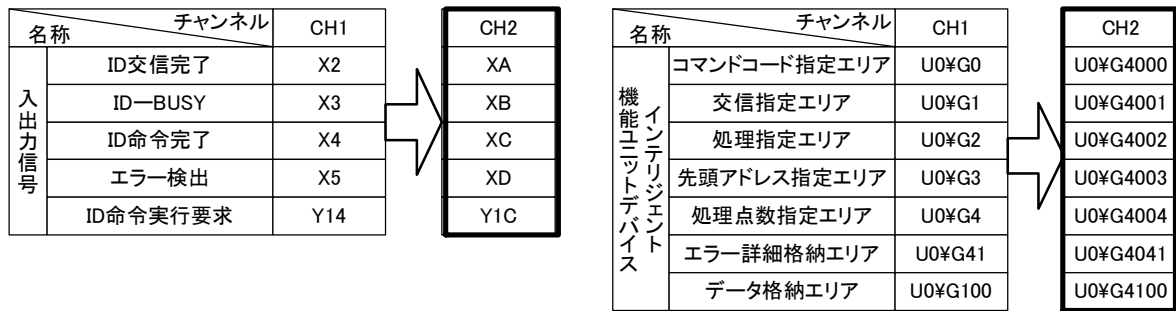 名称 チャンネル CH1 CH2
入出力信号
ID交信完了 X2 XA
ID―BUSY X3 XB
ID命令完了 X4 XC
エラー検出 X5 XD
ID命令実行要求 Y14 Y1C
名称 チャンネル CH1 CH2
インテリジェント
機能ユニットデバイス
コマンドコード指定エリア U0¥G0 U0¥G4000
交信指定エリア U0¥G1 U0¥G4001
処理指定エリア U0¥G2 U0¥G4002
先頭アドレス指定エリア U0¥G3 U0¥G4003
処理点数指定エリア U0¥G4 U0¥G4004
エラー詳細格納エリア U0¥G41 U0¥G4041
データ格納エリア U0¥G100 U0¥G4100